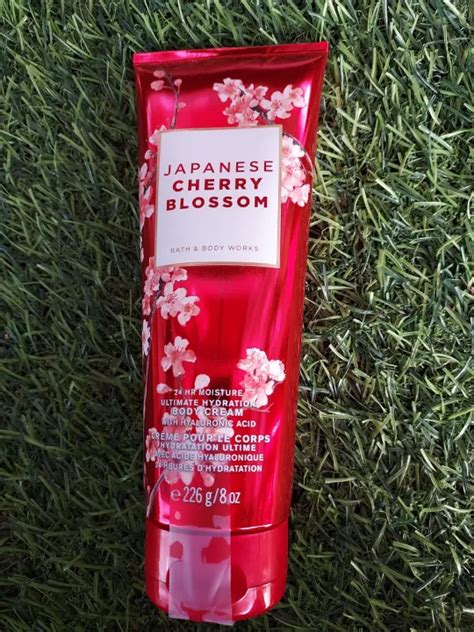 JAPANESE
CHERRY
BLOSSOM
BATH & BODY WORKS
24 HR MOISTURE
ULTIMATE HYDRATION
BODY CREAM
WITH HYALURONIC ACID
CRÈME POUR LE CORPS
HYDRATATION ULTIME
AVEC ACIDE HYALURONIQUE
24 HEURES D'HYDRATATION
e 226 g/8 oz